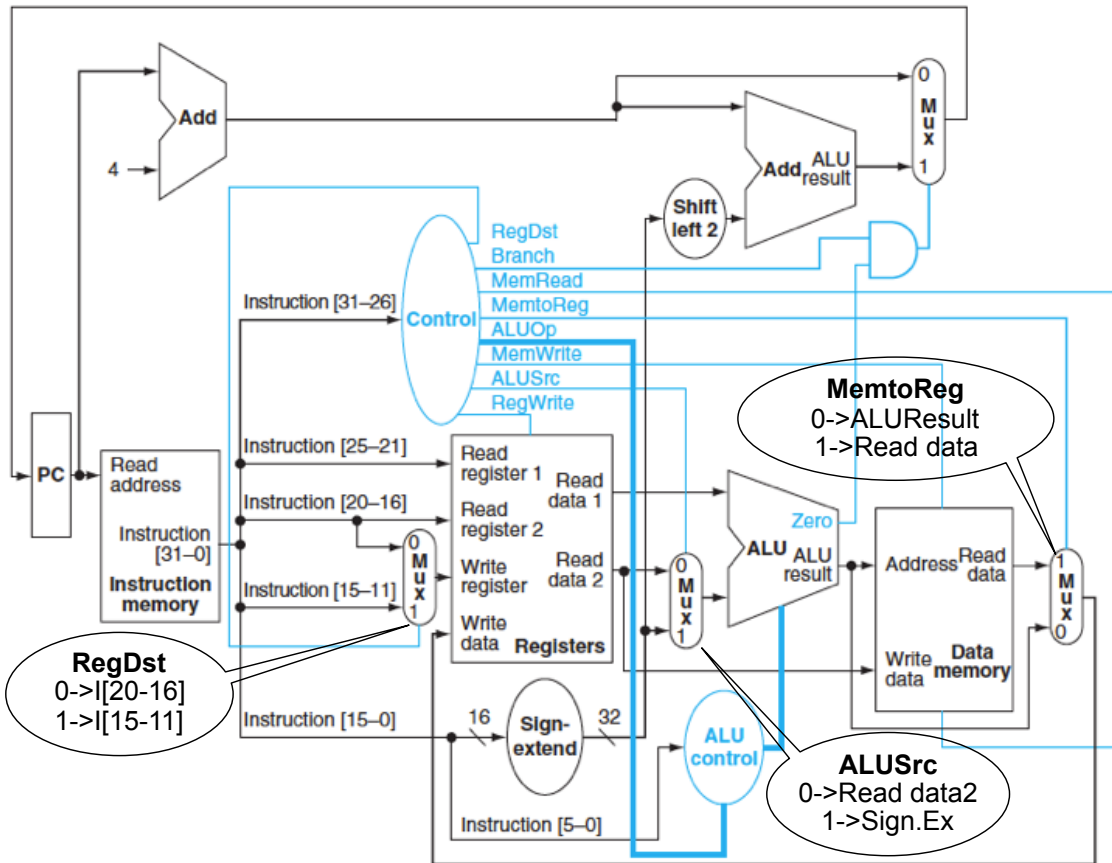 Add
4
0
Mux
1
Add
ALU
result
Shift
left 2
RegDst
Branch
MemRead
MemtoReg
ALUOp
MemWrite
ALUSrc
RegWrite
Control
Instruction [31–26]
MemtoReg
0->ALUResult
1->Read data
PC
Read
address
Instruction
[31–0]
Instruction
memory
Instruction [25–21]
Instruction [20–16]
Instruction [15–11]
0
Mux
1
Read
register 1
Read
register 2
Write
register
Write
data
Read
data 1
Read
data 2
Registers
0
Mux
1
Zero
ALU
ALU
result
Address
Read
data
Write
data
Data
memory
1
Mux
0
RegDst
0->I[20-16]
1->I[15-11]
Instruction [15–0]
16
Sign-
extend
32
ALU
control
Instruction [5–0]
ALUSrc
0->Read data2
1->Sign.Ex